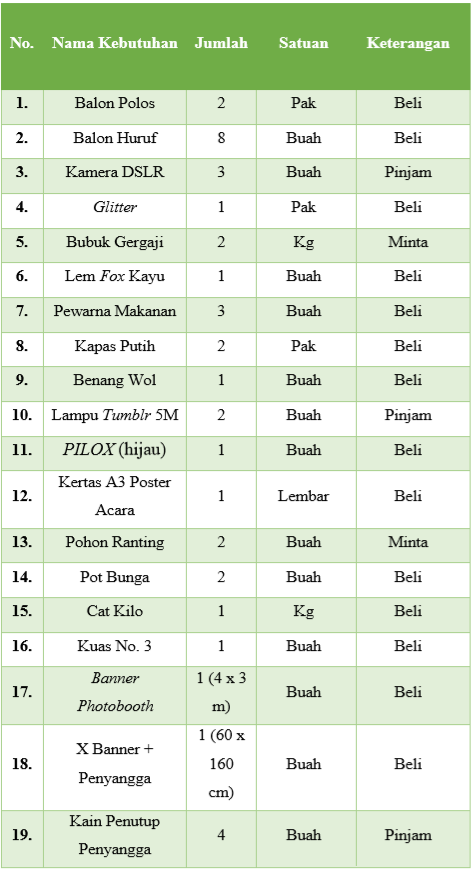 No. Nama Kebutuhan Jumlah Satuan Keterangan
1. Balon Polos 2 Pak Beli
2. Balon Huruf 8 Buah Beli
3. Kamera DSLR 3 Buah Pinjam
4. Glitter 1 Pak Beli
5. Bubuk Gergaji 2 Kg Minta
6. Lem Fox Kayu 1 Buah Beli
7. Pewarna Makanan 3 Buah Beli
8. Kapas Putih 2 Pak Beli
9. Benang Wol 1 Buah Beli
10. Lampu Tumblr 5M 2 Buah Pinjam
11. PILOX (hijau) 1 Buah Beli
12. Kertas A3 Poster
Acara 1 Lembar Beli
13. Pohon Ranting 2 Buah Minta
14. Pot Bunga 2 Buah Beli
15. Cat Kilo 1 Kg Beli
16. Kuas No. 3 1 Buah Beli
17. Banner
Photobooth 1 (4 x 3
m) Buah Beli
18. X Banner +
Penyangga 1 (60 x
160
cm) Buah Beli
19. Kain Penutup
Penyangga 4 Buah Pinjam